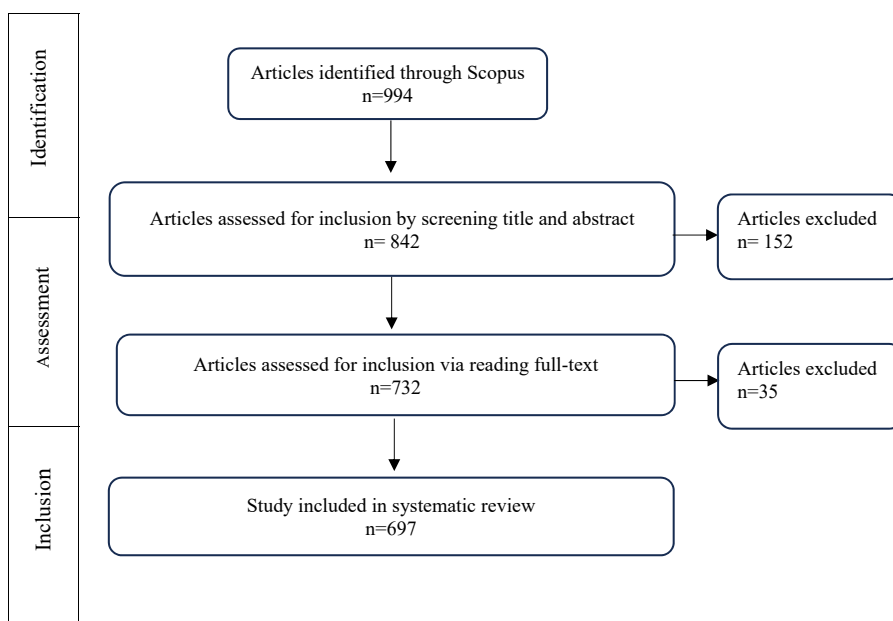 Identification
Articles identified through Scopus
n=994
Articles assessed for inclusion by screening title and abstract
n= 842
Articles excluded
n= 152
Assessment
Articles assessed for inclusion via reading full-text
n=732
Articles excluded
n=35
Inclusion
Study included in systematic review
n=697